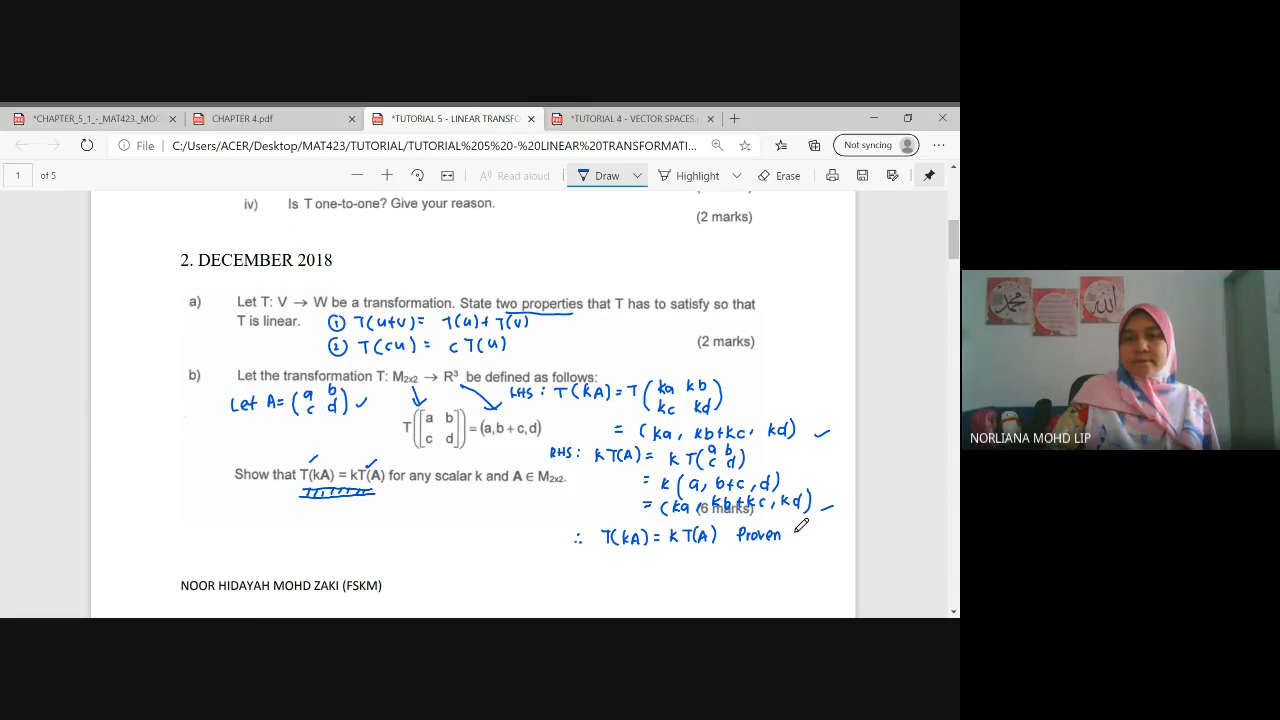 *CHAPTER_5_1_-_MAT423._MOO
CHAPTER 4.pdf
*TUTORIAL 5 - LINEAR TRANSFO
*TUTORIAL 4 - VECTOR SPACES.p
File
C:/Users/ACER/Desktop/MAT423/TUTORIAL/TUTORIAL%205%20-%20LINEAR%20TRANSFORMATI...
Not syncing
1 of 5
Read aloud
Draw
Highlight
Erase
iv) Is T one-to-one? Give your reason.
(2 marks)
2. DECEMBER 2018
a) Let T: V → W be a transformation. State two properties that T has to satisfy so that
T is linear. ① T(u+v) = T(u) + T(v)
② T(cu) = c T(u)
(2 marks)
b) Let the transformation T: M₂ₓ₂ → R³ be defined as follows:
Let A = (a b
c d)
T([a b
c d]) = (a, b + c, d)
LHS : T(kA) = T(ka kb
kc kd)
= (ka, kb+kc, kd)
RHS : k T(A) = k T(a b
c d)
= k(a, b+c, d)
= (ka, kb+kc, kd)
Show that T(kA) = kT(A) for any scalar k and A ∈ M₂ₓ₂.
(6 marks)
∴ T(kA) = k T(A) Proven
NOOR HIDAYAH MOHD ZAKI (FSKM)
NORLIANA MOHD LIP